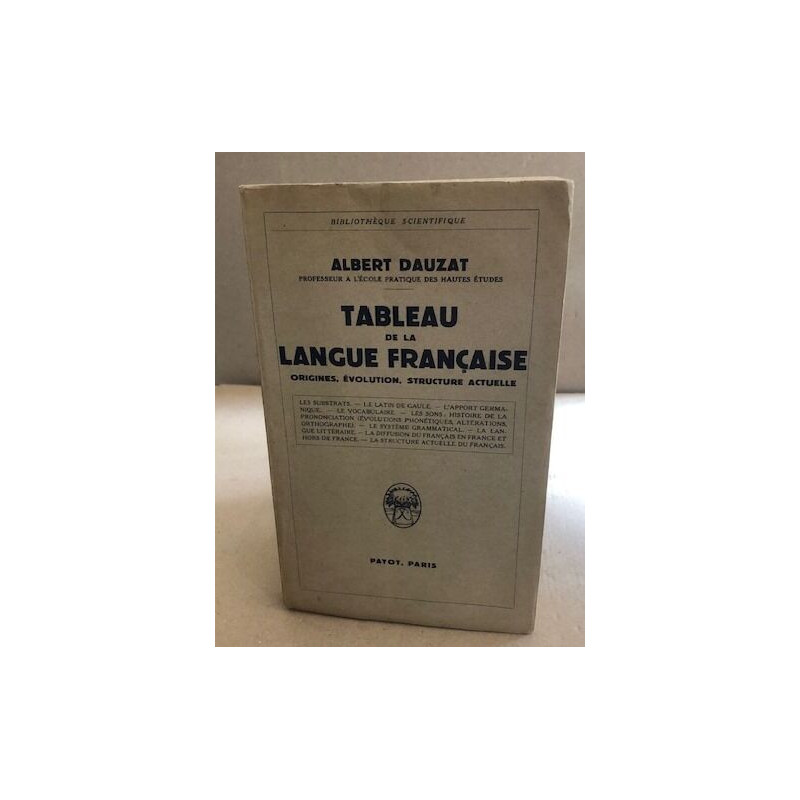 BIBLIOTHÈQUE SCIENTIFIQUE
ALBERT DAUZAT
PROFESSEUR A L'ÉCOLE PRATIQUE DES HAUTES ÉTUDES
TABLEAU
DE LA
LANGUE FRANÇAISE
ORIGINES, ÉVOLUTION, STRUCTURE ACTUELLE
LES SUBSTRATS. — LE LATIN DE GAULE. — L'APPORT GERMA-
NIQUE. — LE VOCABULAIRE. — LES SONS : HISTOIRE DE LA
PRONONCIATION (ÉVOLUTIONS PHONÉTIQUES, ALTÉRATIONS,
ORTHOGRAPHE). — LE SYSTÈME GRAMMATICAL. — LA LAN-
GUE LITTÉRAIRE. — LA DIFFUSION DU FRANÇAIS EN FRANCE ET
HORS DE FRANCE. — LA STRUCTURE ACTUELLE DU FRANÇAIS.
PAYOT, PARIS